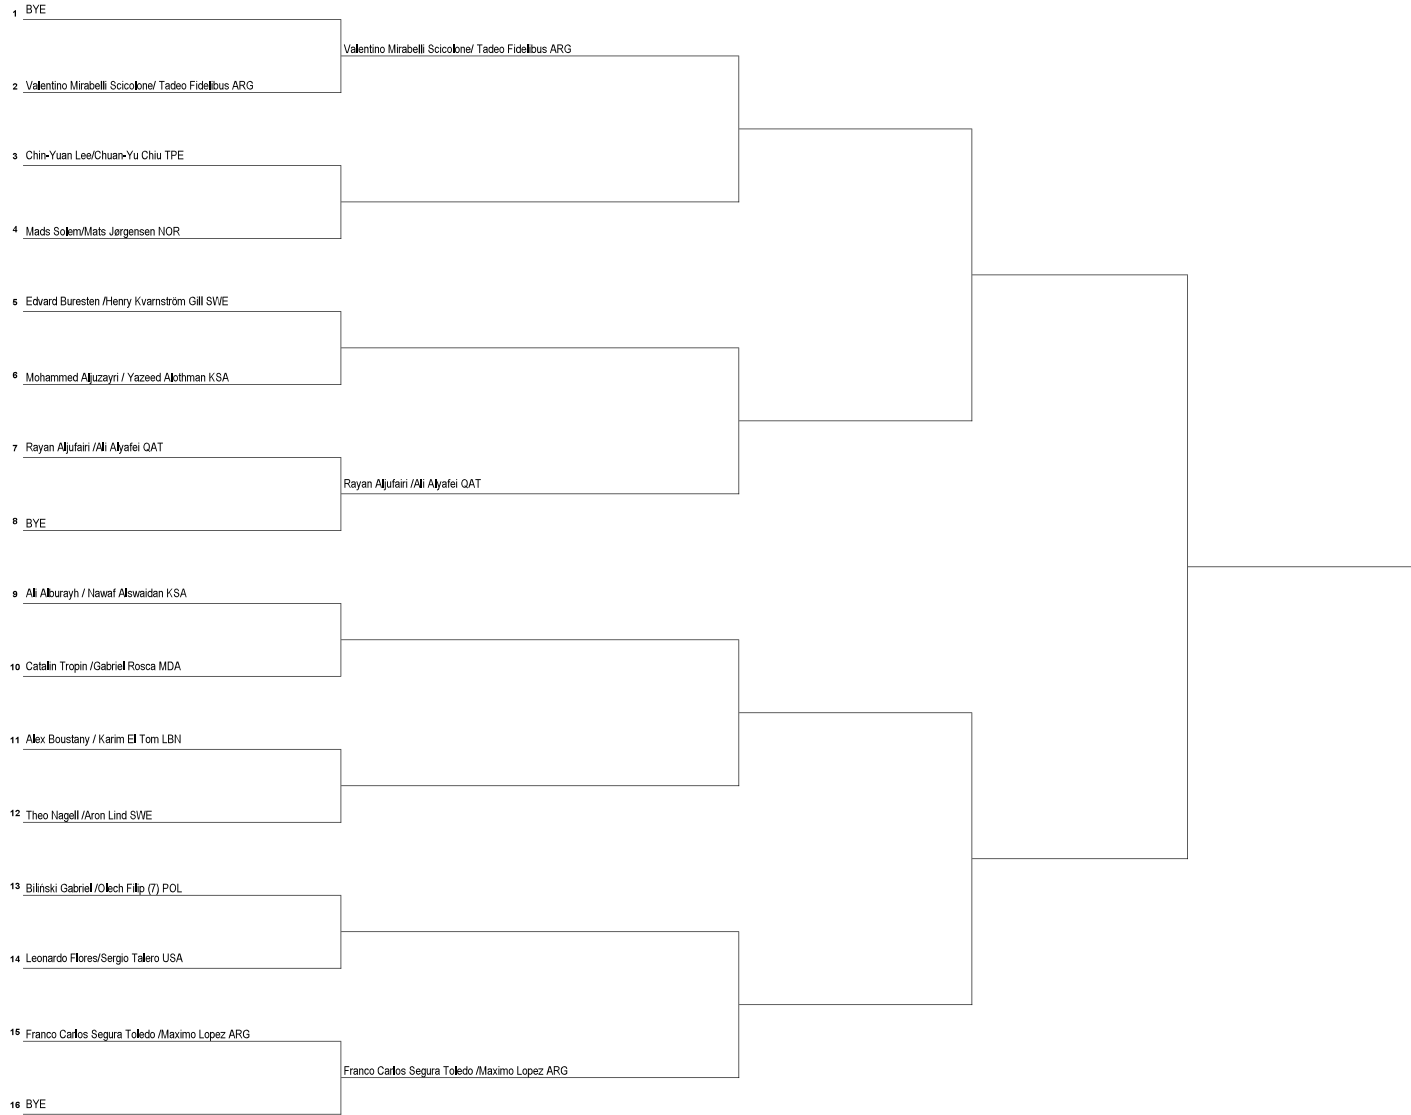 1 BYE
Valentino Mirabelli Scicolone/ Tadeo Fidelibus ARG
2 Valentino Mirabelli Scicolone/ Tadeo Fidelibus ARG
3 Chin-Yuan Lee/Chuan-Yu Chiu TPE
4 Mads Solem/Mats Jørgensen NOR
5 Edvard Buresten /Henry Kvarnström Gill SWE
6 Mohammed Aljuzayri / Yazeed Alothman KSA
7 Rayan Aljufairi /Ali Alyafei QAT
Rayan Aljufairi /Ali Alyafei QAT
8 BYE
9 Ali Alburayh / Nawaf Alswaidan KSA
10 Catalin Tropin /Gabriel Rosca MDA
11 Alex Boustany / Karim El Tom LBN
12 Theo Nagell /Aron Lind SWE
13 Biliński Gabriel /Olech Filip (7) POL
14 Leonardo Flores/Sergio Talero USA
15 Franco Carlos Segura Toledo /Maximo Lopez ARG
Franco Carlos Segura Toledo /Maximo Lopez ARG
16 BYE